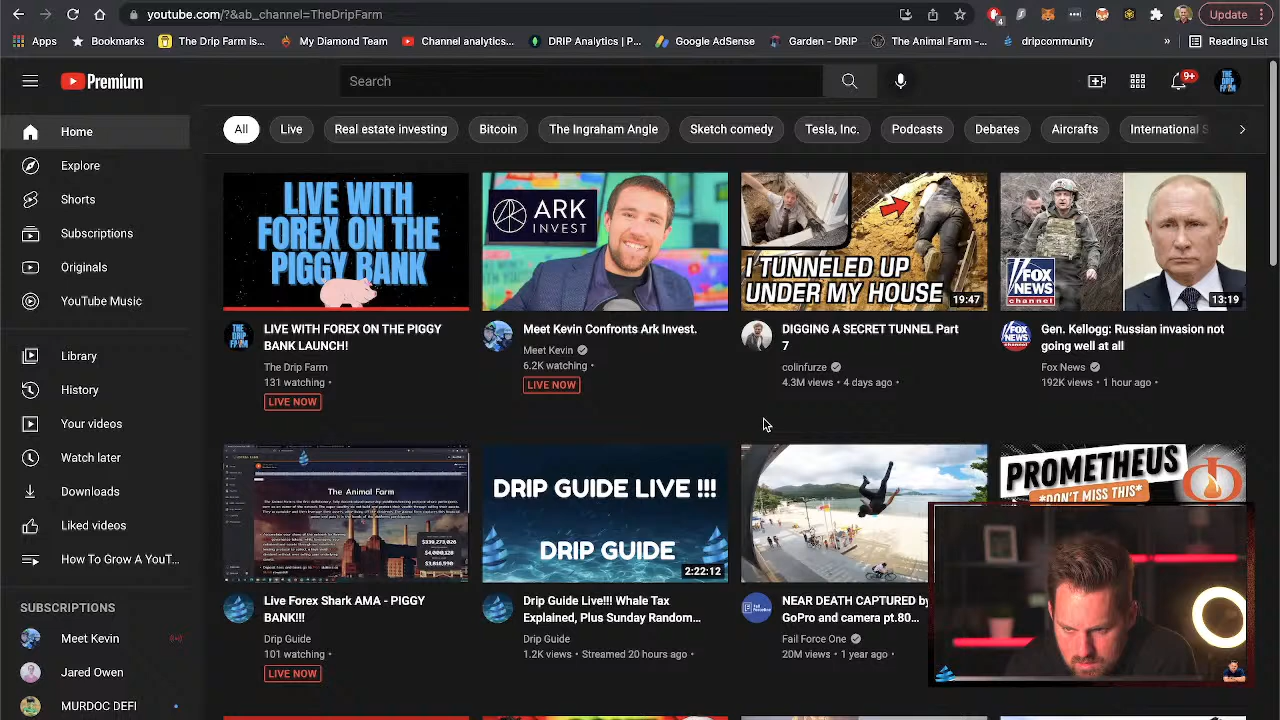 youtube.com/?&ab_channel=TheDripFarm
4
Update
Apps
Bookmarks
The Drip Farm is...
My Diamond Team
Channel analytics...
DRIP Analytics | P...
Google AdSense
Garden - DRIP
The Animal Farm -...
dripcommunity
»
Reading List
Premium
Search
9+
THE DRIP FARM
Home
Explore
Shorts
Subscriptions
Originals
YouTube Music
Library
History
Your videos
Watch later
Downloads
Liked videos
How To Grow A YouT...
SUBSCRIPTIONS
Meet Kevin
Jared Owen
MURDOC DEFI
All
Live
Real estate investing
Bitcoin
The Ingraham Angle
Sketch comedy
Tesla, Inc.
Podcasts
Debates
Aircrafts
International S
LIVE WITH
FOREX ON THE
PIGGY BANK
LIVE WITH FOREX ON THE PIGGY
BANK LAUNCH!
The Drip Farm
131 watching •
LIVE NOW
ARK
INVEST
Meet Kevin Confronts Ark Invest.
Meet Kevin
6.2K watching •
LIVE NOW
I TUNNELED UP
UNDER MY HOUSE
19:47
DIGGING A SECRET TUNNEL Part
7
colinfurze
4.3M views • 4 days ago •
FOX
NEWS
channel
13:19
Gen. Kellogg: Russian invasion not
going well at all
Fox News
192K views • 1 hour ago •
The Animal Farm
Live Forex Shark AMA - PIGGY
BANK!!!
Drip Guide
101 watching •
LIVE NOW
DRIP GUIDE LIVE !!!
DRIP GUIDE
2:22:12
Drip Guide Live!!! Whale Tax
Explained, Plus Sunday Random...
Drip Guide
1.2K views • Streamed 20 hours ago •
NEAR DEATH CAPTURED by
GoPro and camera pt.80...
Fail Force One
20M views • 1 year ago •
PROMETHEUS
*DON'T MISS THIS*